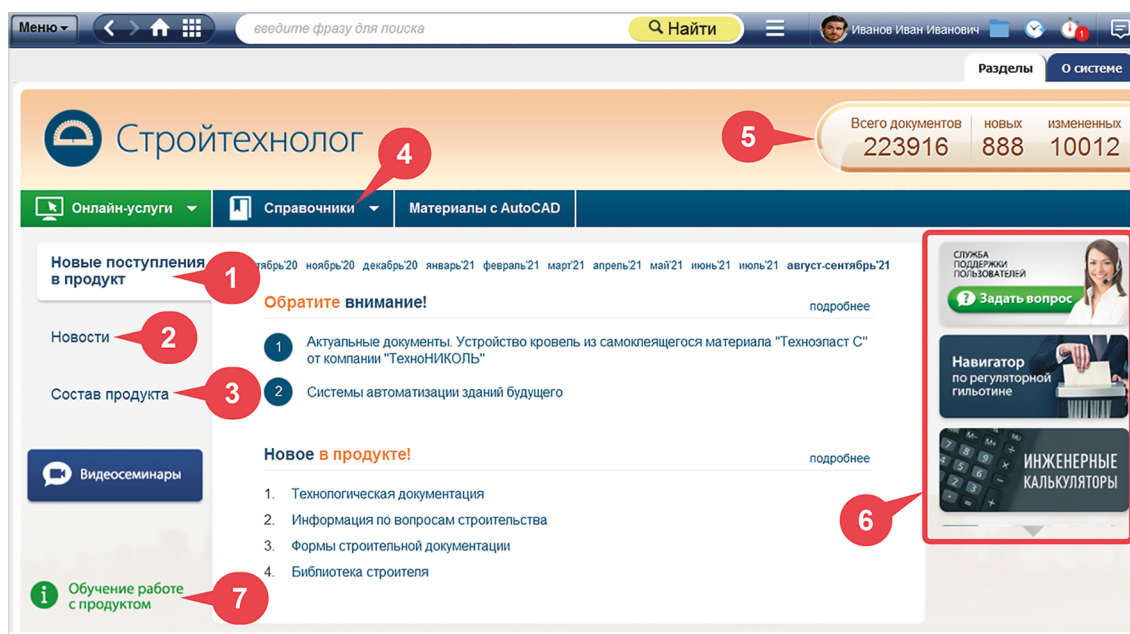 Меню
введите фразу для поиска
Найти
Иванов Иван Иванович
1
Разделы
О системе
Стройтехнолог
4
5
Всего документов
новых
измененных
223916
888
10012
Онлайн-услуги
Справочники
Материалы с AutoCAD
Новые поступления
в продукт
1
ноябрь'20 декабрь'20 январь'21 февраль'21 март'21 апрель'21 май'21 июнь'21 июль'21 август-сентябрь'21
Обратите внимание!
подробнее
Новости
2
1
Актуальные документы. Устройство кровель из самоклеящегося материала "Техноэласт С"
от компании "ТехноНИКОЛЬ"
Состав продукта
3
2
Системы автоматизации зданий будущего
Видеосеминары
Новое в продукте!
подробнее
1. Технологическая документация
2. Информация по вопросам строительства
3. Формы строительной документации
4. Библиотека строителя
Обучение работе
с продуктом
7
СЛУЖБА
ПОДДЕРЖКИ
ПОЛЬЗОВАТЕЛЕЙ
Задать вопрос
Навигатор
по регуляторной
гильотине
ИНЖЕНЕРНЫЕ
КАЛЬКУЛЯТОРЫ
6